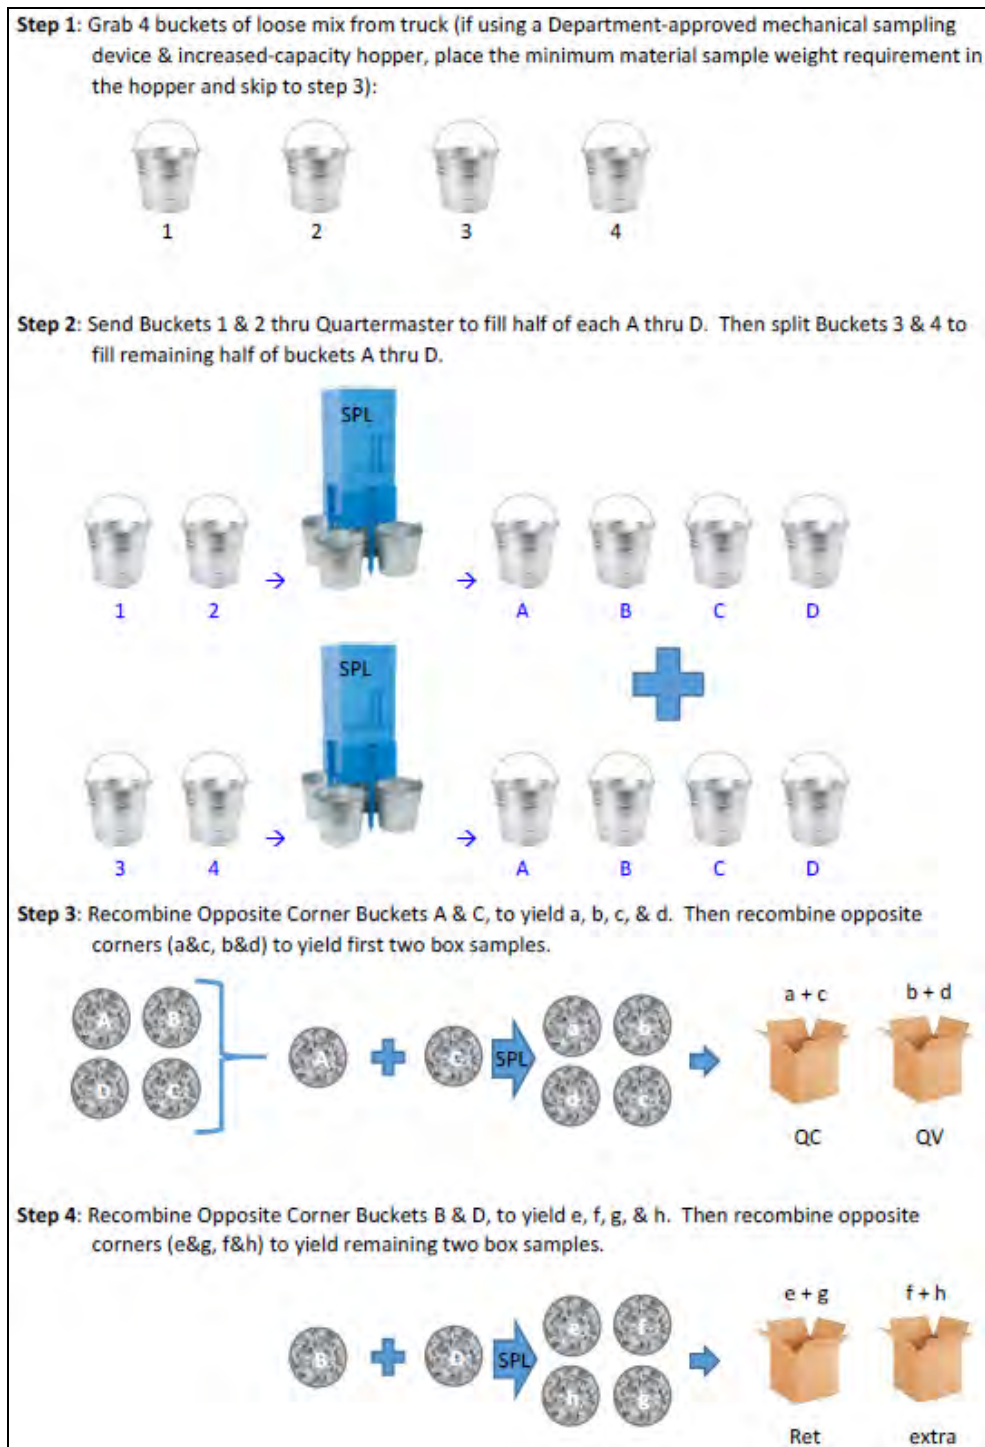 Step 1: Grab 4 buckets of loose mix from truck (if using a Department-approved mechanical sampling
device & increased-capacity hopper, place the minimum material sample weight requirement in
the hopper and skip to step 3):
1 2 3 4
Step 2: Send Buckets 1 & 2 thru Quartermaster to fill half of each A thru D. Then split Buckets 3 & 4 to
fill remaining half of buckets A thru D.
SPL
1 2 → → A B C D
SPL
3 4 → → A B C D
Step 3: Recombine Opposite Corner Buckets A & C, to yield a, b, c, & d. Then recombine opposite
corners (a&c, b&d) to yield first two box samples.
a + c b + d
A B a b
A C SPL
D C d c
QC QV
Step 4: Recombine Opposite Corner Buckets B & D, to yield e, f, g, & h. Then recombine opposite
corners (e&g, f&h) to yield remaining two box samples.
e + g f + h
e f
B D SPL
h g
Ret extra